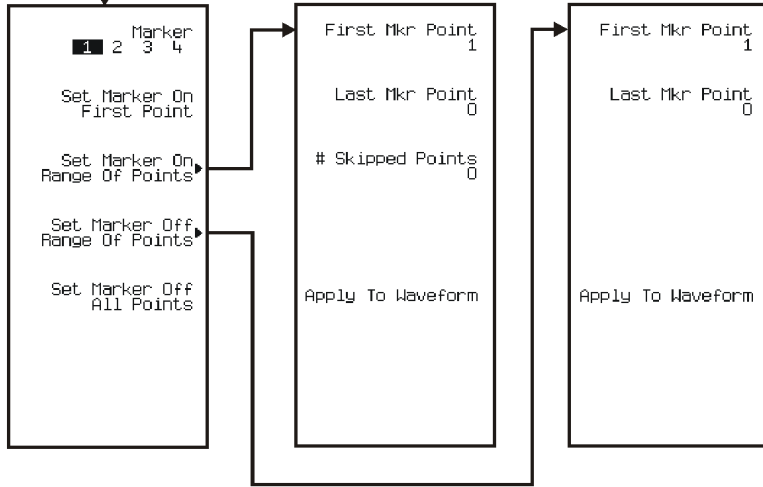 Marker
1 2 3 4
Set Marker On
First Point
Set Marker On
Range Of Points
Set Marker Off
Range Of Points
Set Marker Off
All Points
First Mkr Point
1
Last Mkr Point
0
# Skipped Points
0
Apply To Waveform
First Mkr Point
1
Last Mkr Point
0
Apply To Waveform